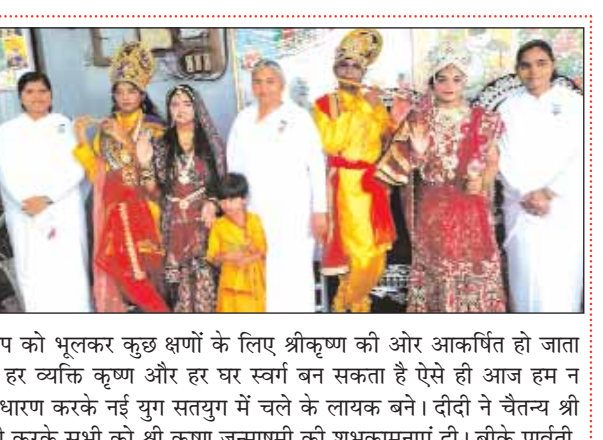 प को भूलकर कुछ क्षणों के लिए श्रीकृष्ण की ओर आकर्षित हो जाता
हर व्यक्ति कृष्ण और हर घर स्वर्ग बन सकता है ऐसे ही आज हम न
धारण करके नई युग सतयुग में चले के लायक बने। दीदी ने चैतन्य श्री
करके सभी को श्री कृष्ण जन्माष्टमी की शुभकामनाएं दी। बीके पार्वती